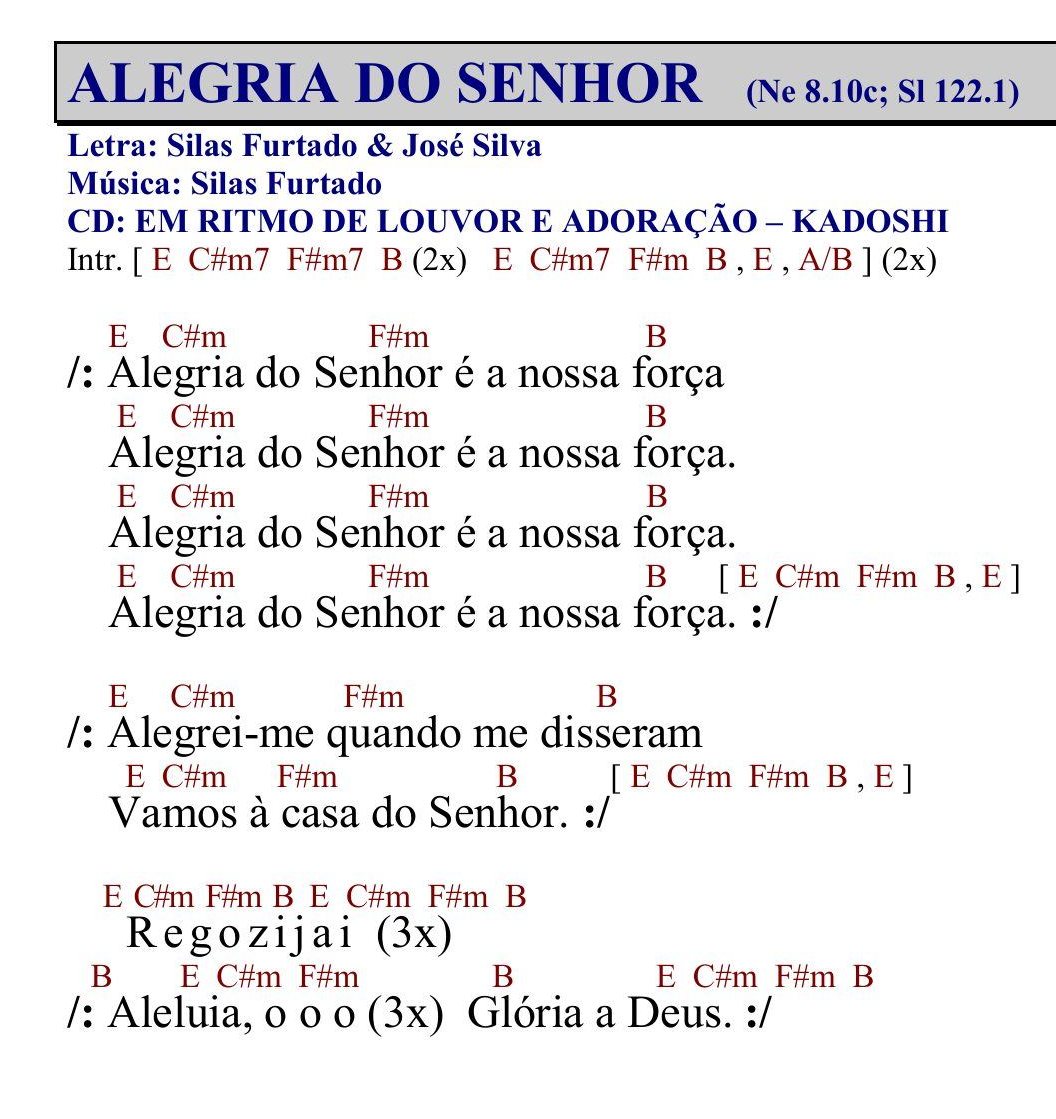 ALEGRIA DO SENHOR (Ne 8.10c; Sl 122.1)
Letra: Silas Furtado & José Silva
Música: Silas Furtado
CD: EM RITMO DE LOUVOR E ADORAÇÃO – KADOSHI
Intr. [ E C#m7 F#m7 B (2x) E C#m7 F#m B , E , A/B ] (2x)
E C#m F#m B
/: Alegria do Senhor é a nossa força
E C#m F#m B
Alegria do Senhor é a nossa força.
E C#m F#m B
Alegria do Senhor é a nossa força.
E C#m F#m B [ E C#m F#m B , E ]
Alegria do Senhor é a nossa força. :/
E C#m F#m B
/: Alegrei-me quando me disseram
E C#m F#m B [ E C#m F#m B , E ]
Vamos à casa do Senhor. :/
E C#m F#m B E C#m F#m B
R e g o z i j a i (3x)
B E C#m F#m B E C#m F#m B
/: Aleluia, o o o (3x) Glória a Deus. :/